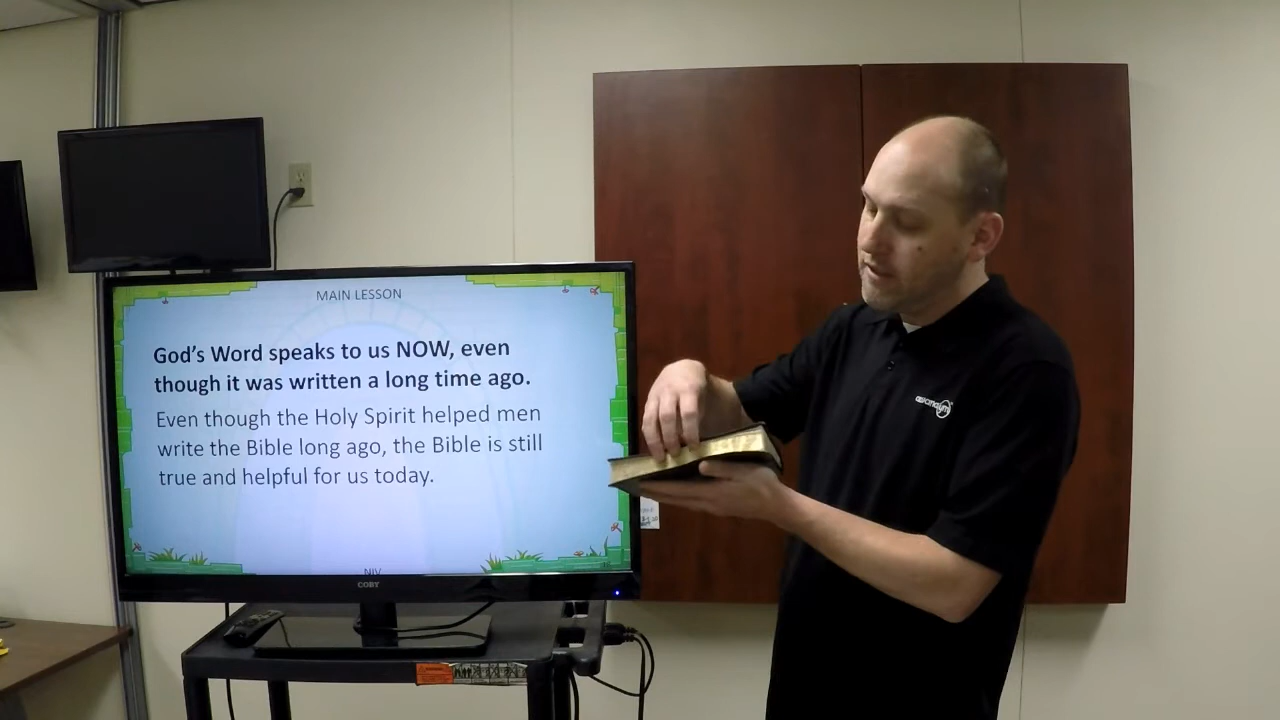 MAIN LESSON
God's Word speaks to us NOW, even
though it was written a long time ago.
Even though the Holy Spirit helped men
write the Bible long ago, the Bible is still
true and helpful for us today.
NIV
COBY